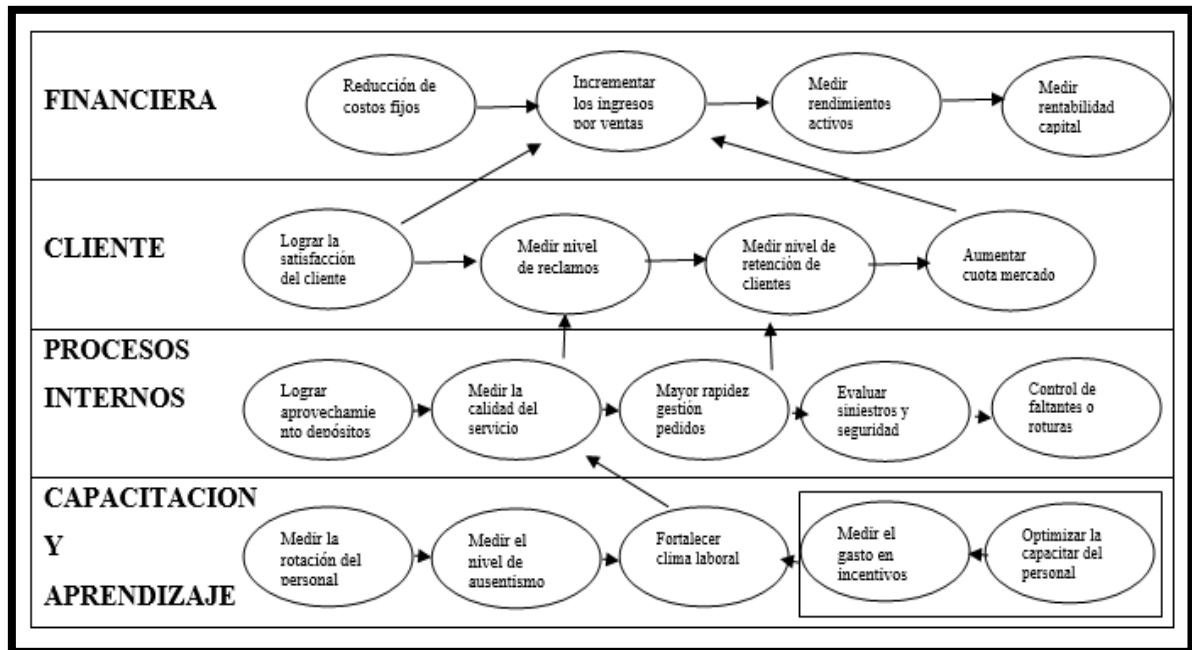 FINANCIERA
Reducción de
costos fijos
Incrementar
los ingresos
por ventas
Medir
rendimientos
activos
Medir
rentabilidad
capital
CLIENTE
Lograr la
satisfacción
del cliente
Medir nivel
de reclamos
Medir nivel de
retención de
clientes
Aumentar
cuota mercado
PROCESOS
INTERNOS
Lograr
aprovechamie
nto depósitos
Medir la
calidad del
servicio
Mayor rapidez
gestión
pedidos
Evaluar
siniestros y
seguridad
Control de
faltantes o
roturas
CAPACITACION
Y
APRENDIZAJE
Medir la
rotación del
personal
Medir el
nivel de
ausentismo
Fortalecer
clima laboral
Medir el
gasto en
incentivos
Optimizar la
capacitar del
personal